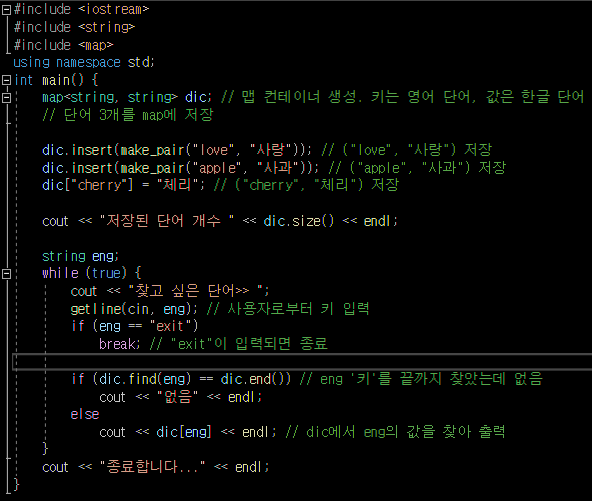 #include <iostream>
#include <string>
#include <map>
using namespace std;
int main() {
map<string, string> dic; // 맵 컨테이너 생성. 키는 영어 단어, 값은 한글 단어
// 단어 3개를 map에 저장
dic.insert(make_pair("love", "사랑")); // ("love", "사랑") 저장
dic.insert(make_pair("apple", "사과")); // ("apple", "사과") 저장
dic["cherry"] = "체리"; // ("cherry", "체리") 저장
cout << "저장된 단어 개수 " << dic.size() << endl;
string eng;
while (true) {
cout << "찾고 싶은 단어>> ";
getline(cin, eng); // 사용자로부터 키 입력
if (eng == "exit")
break; // "exit"이 입력되면 종료
if (dic.find(eng) == dic.end()) // eng '키'를 끝까지 찾았는데 없음
cout << "없음" << endl;
else
cout << dic[eng] << endl; // dic에서 eng의 값을 찾아 출력
}
cout << "종료합니다..." << endl;
}